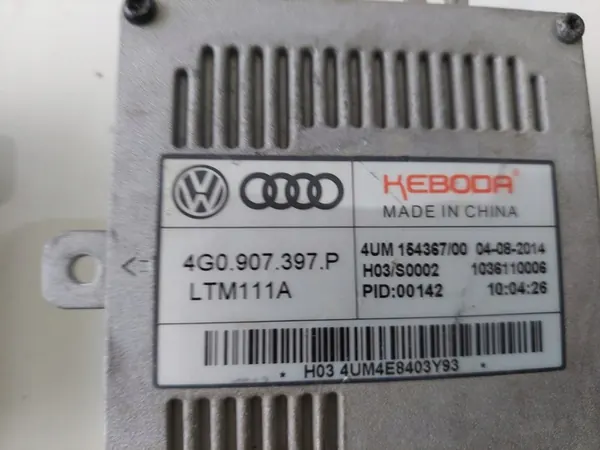 KEBODA®
MADE IN CHINA
4G0.907.397.P
LTM111A
4UM 154367/00 04-08-2014
H03/S0002 1036110006
PID:00142 10:04:26
* H03 4UM4E8403Y93 *